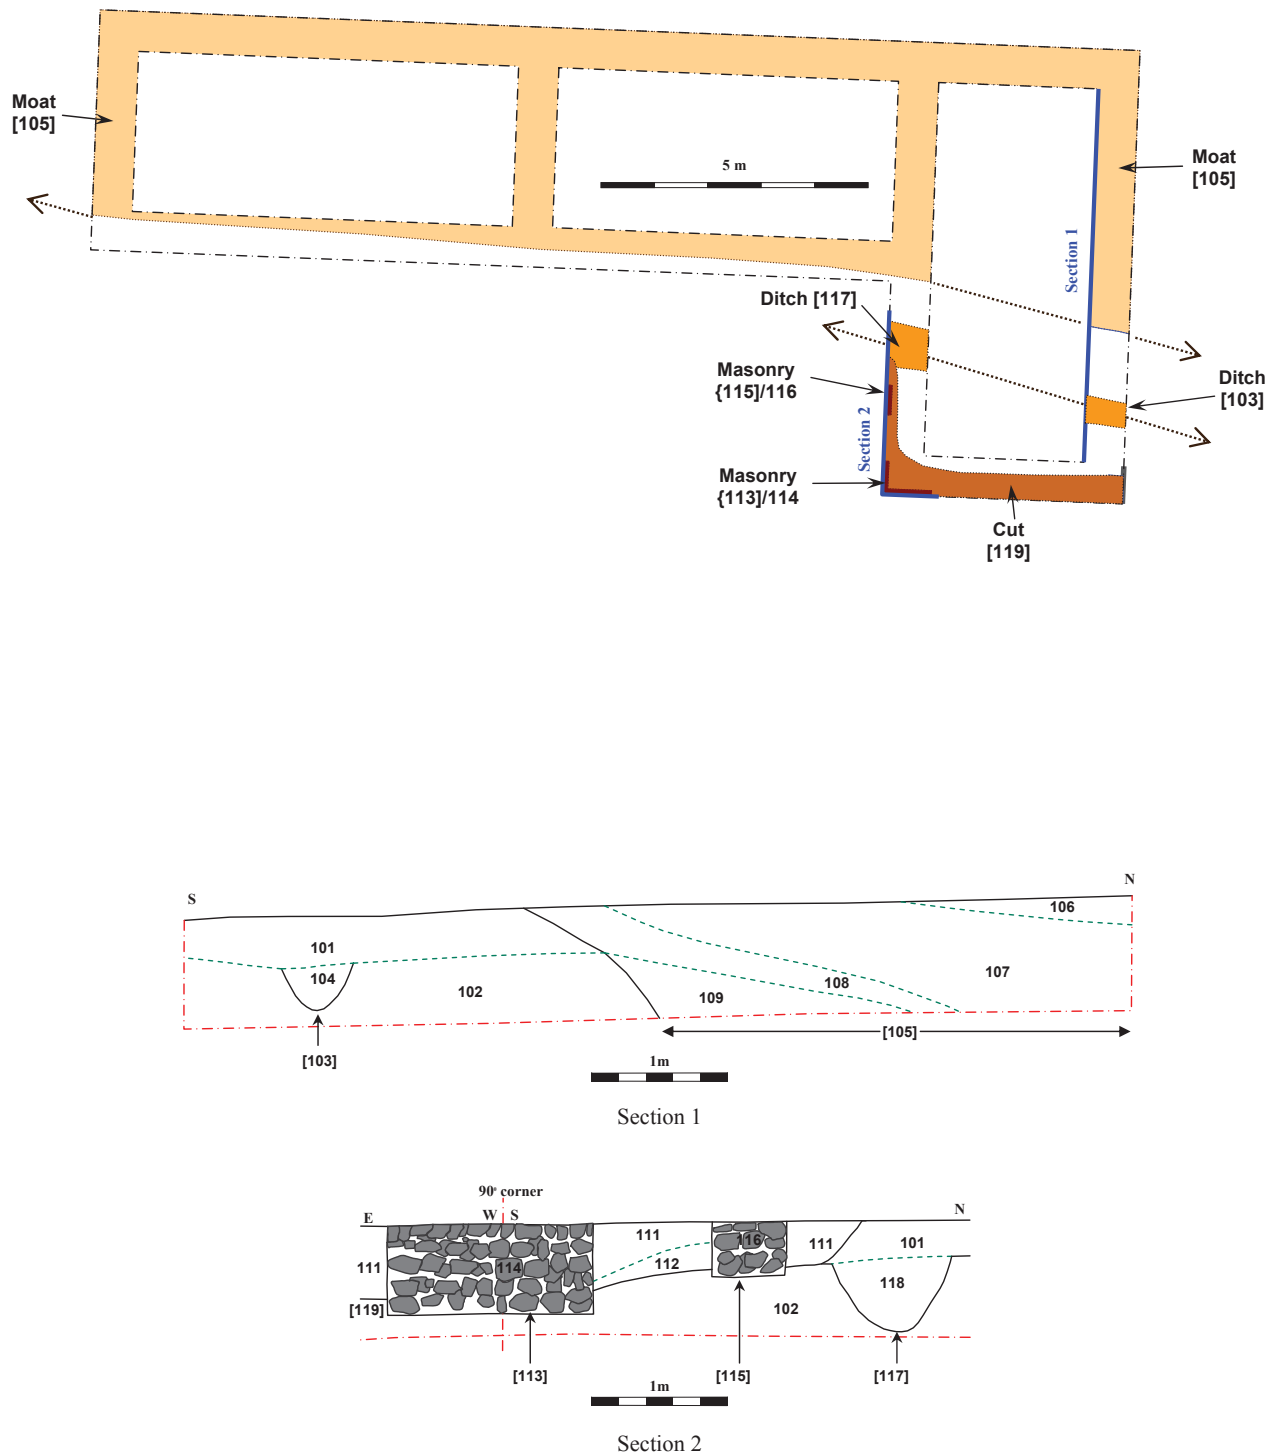 Moat
[105]
5 m
Moat
[105]
Section 1
Ditch [117]
Masonry
{115]/116
Ditch
[103]
Section 2
Masonry
{113]/114
Cut
[119]
S
N
106
101
104
102
107
108
109
[105]
[103]
1m
Section 1
90° corner
E
W
S
N
111
116
111
101
111
114
112
118
[119]
102
[113]
[115]
[117]
1m
Section 2